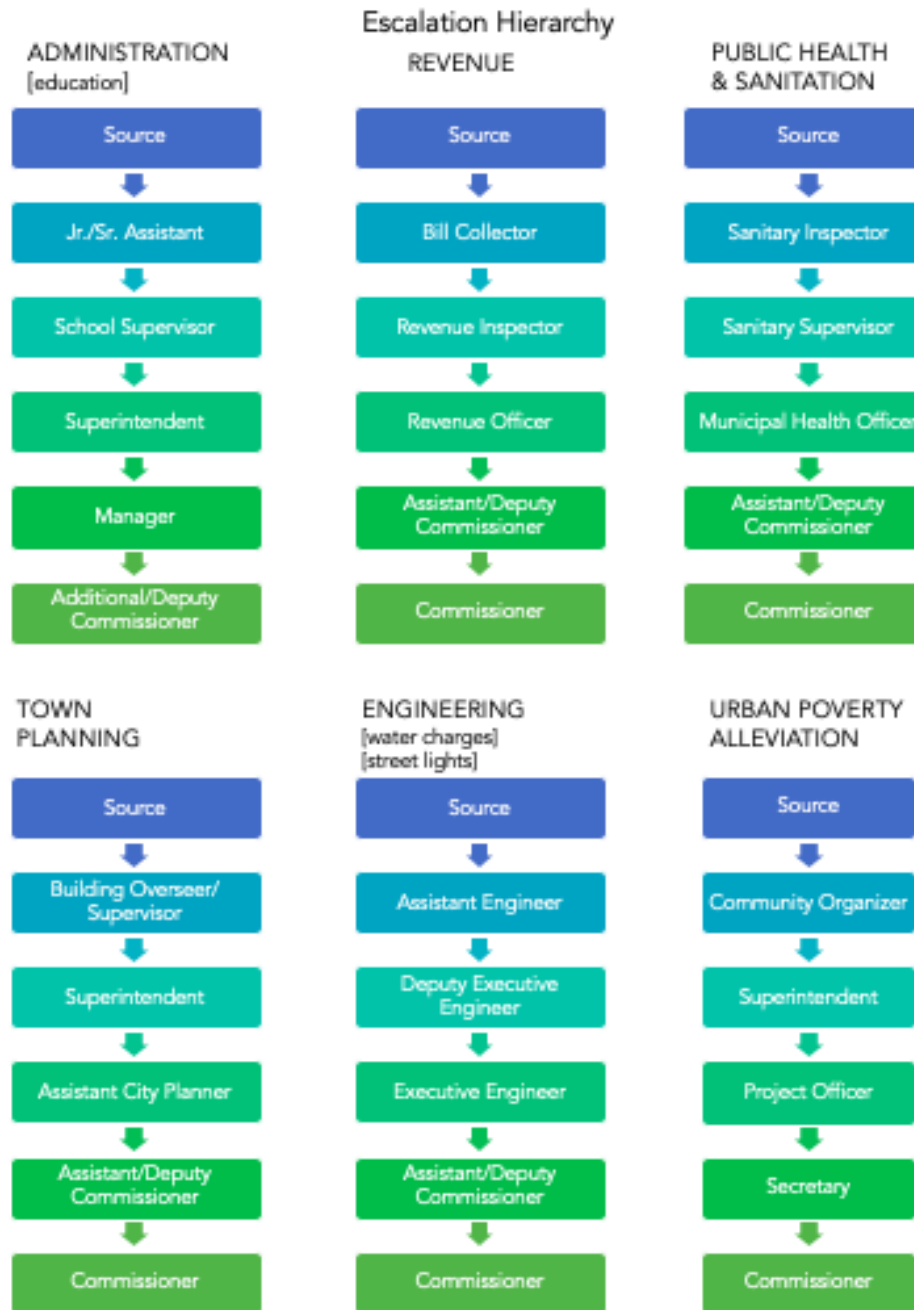 Escalation Hierarchy
ADMINISTRATION
[education]
Source
Jr./Sr. Assistant
School Supervisor
Superintendent
Manager
Additional/Deputy
Commissioner
REVENUE
Source
Bill Collector
Revenue Inspector
Revenue Officer
Assistant/Deputy
Commissioner
Commissioner
PUBLIC HEALTH
& SANITATION
Source
Sanitary Inspector
Sanitary Supervisor
Municipal Health Officer
Assistant/Deputy
Commissioner
Commissioner
TOWN
PLANNING
Source
Building Overseer/
Supervisor
Superintendent
Assistant City Planner
Assistant/Deputy
Commissioner
Commissioner
ENGINEERING
[water charges]
[street lights]
Source
Assistant Engineer
Deputy Executive
Engineer
Executive Engineer
Assistant/Deputy
Commissioner
Commissioner
URBAN POVERTY
ALLEVIATION
Source
Community Organizer
Superintendent
Project Officer
Secretary
Commissioner